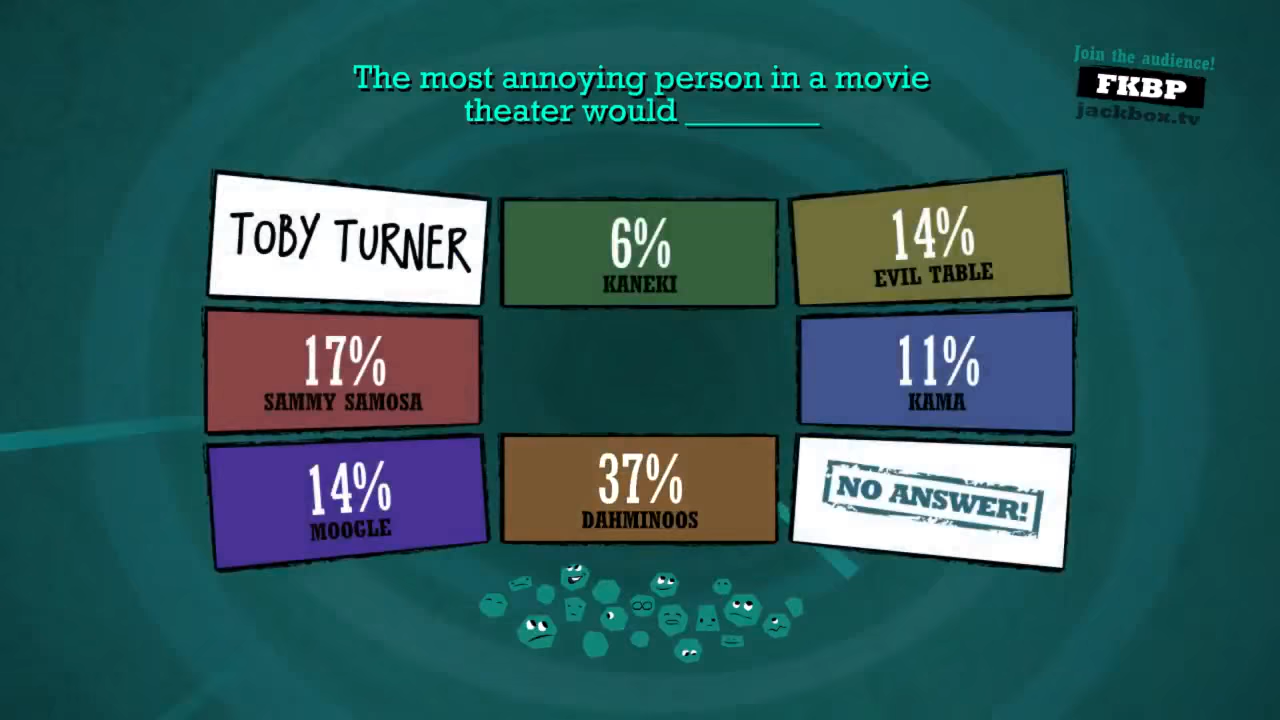 The most annoying person in a movie
theater would ________
Join the audience!
FKBP
jackbox.tv
TOBY TURNER
6%
KANEKI
14%
EVIL TABLE
17%
SAMMY SAMOSA
11%
KAMA
14%
MOOGLE
37%
DAHMINOOS
NO ANSWER!